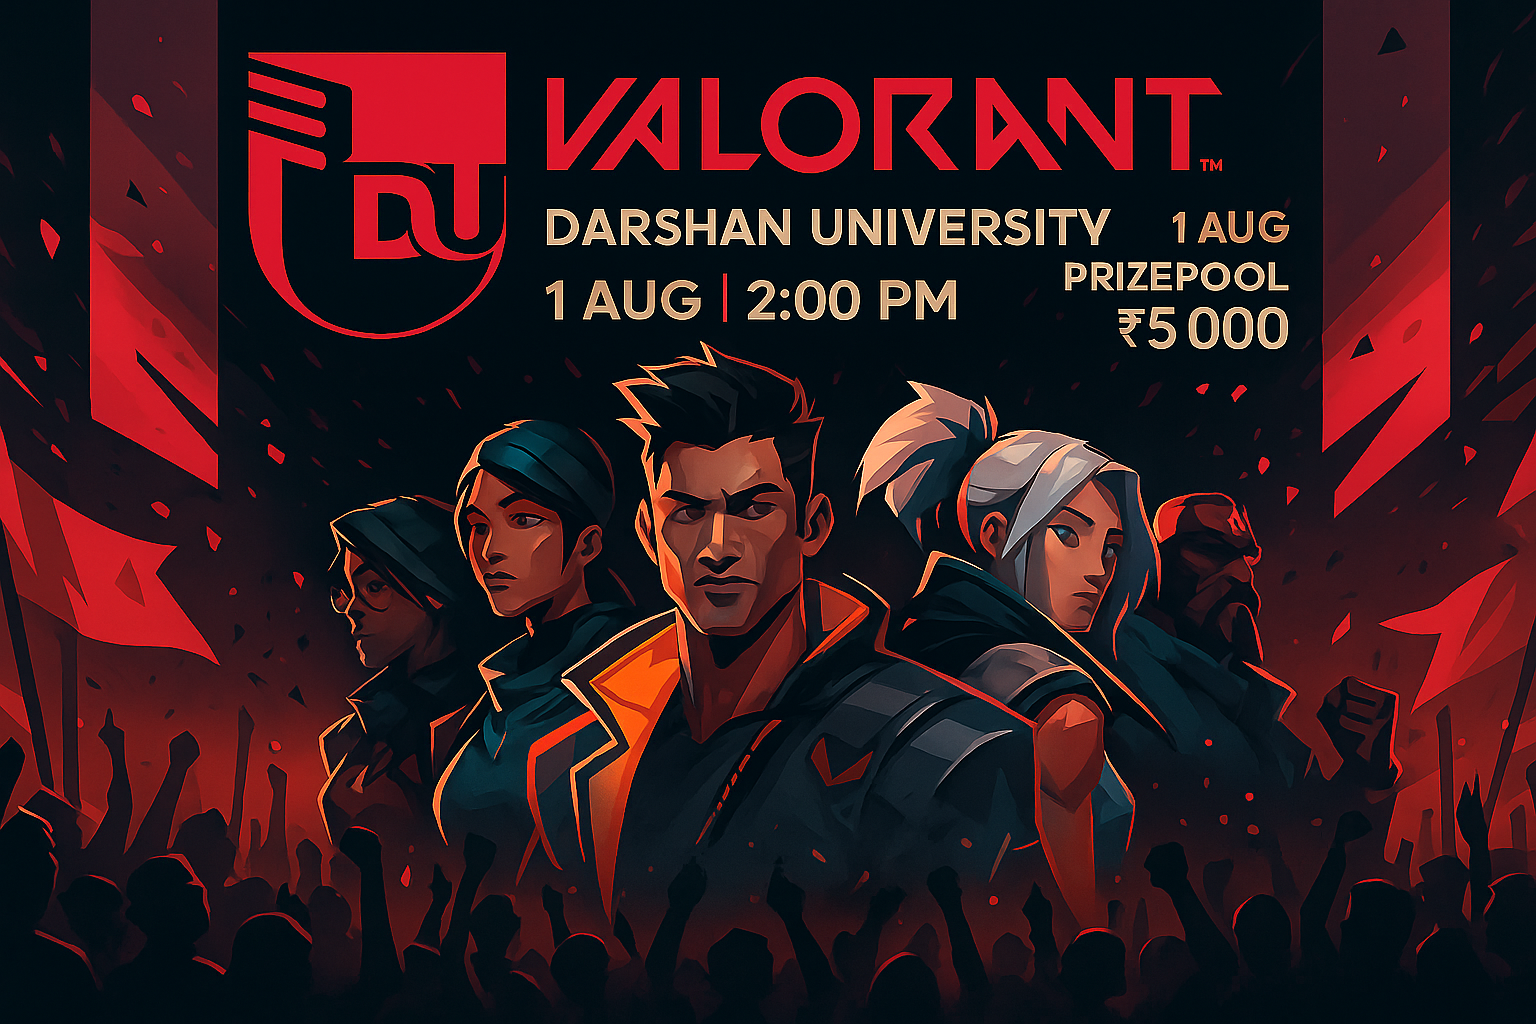 DU
VALORANT™
DARSHAN UNIVERSITY
1 AUG | 2:00 PM
1 AUG
PRIZEPOOL
₹5 000